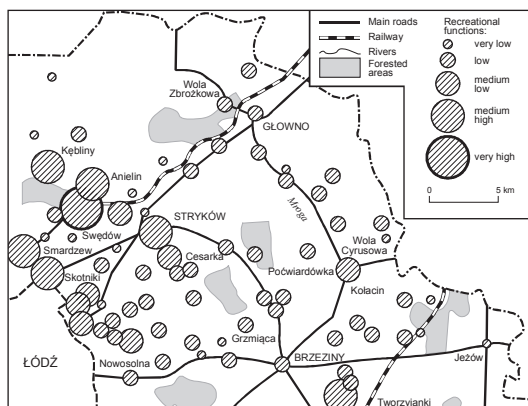 Main roads
Railway
Rivers
Forested
areas
Recreational
functions:
very low
low
medium
low
medium
high
very high
0 5 km
Wola
Zbrożkowa
GŁOWNO
Kębliny
Anielin
Mroga
STRYKÓW
Swędów
Smardzew
Cesarka
Wola
Cyrusowa
Poćwiardówka
Skotniki
Kołacin
Grzmiąca
ŁÓDŹ
Nowosolna
BRZEZINY
Jeżów
Tworzyianki